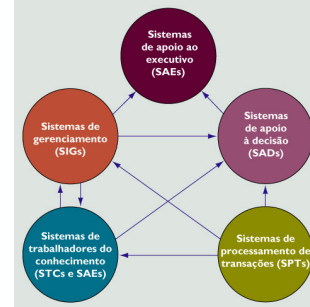 Sistemas
de apoio ao
executivo
(SAEs)
Sistemas de
gerenciamento
(SIGs)
Sistemas
de apoio
à decisão
(SADs)
Sistemas de
trabalhadores do
conhecimento
(STCs e SAEs)
Sistemas de
processamento de
transações (SPTs)